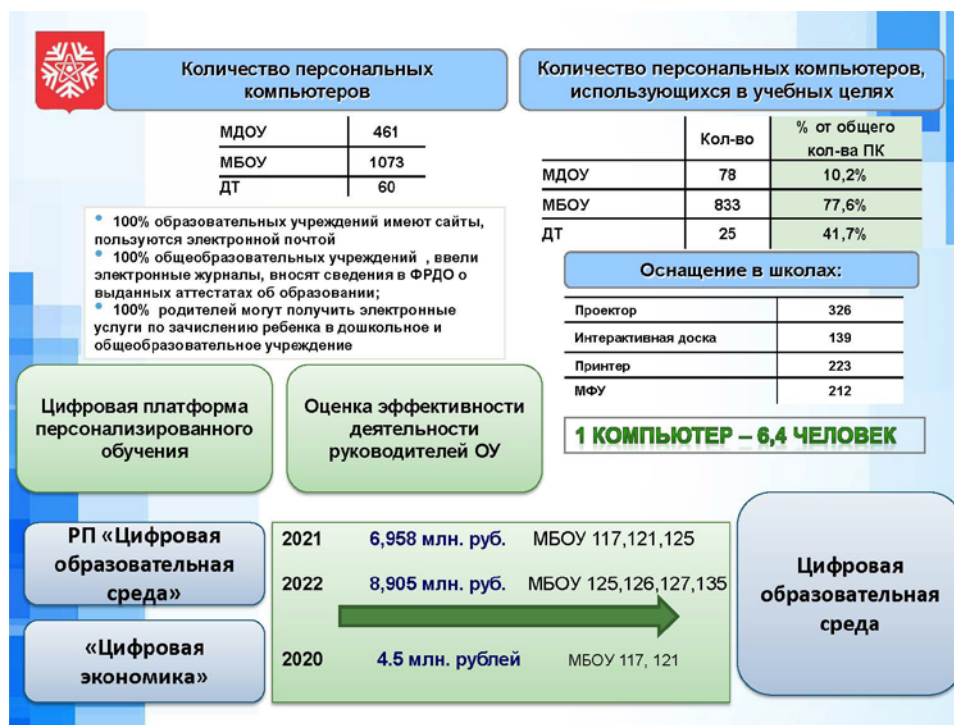 Количество персональных
компьютеров
МДОУ 461
МБОУ 1073
ДТ 60
• 100% образовательных учреждений имеют сайты,
пользуются электронной почтой
• 100% общеобразовательных учреждений , ввели
электронные журналы, вносят сведения в ФРДО о
выданных аттестатах об образовании;
• 100% родителей могут получить электронные
услуги по зачислению ребенка в дошкольное и
общеобразовательное учреждение
Количество персональных компьютеров,
использующихся в учебных целях
Кол-во % от общего
кол-ва ПК
МДОУ 78 10,2%
МБОУ 833 77,6%
ДТ 25 41,7%
Оснащение в школах:
Проектор 326
Интерактивная доска 139
Принтер 223
МФУ 212
1 КОМПЬЮТЕР – 6,4 ЧЕЛОВЕК
Цифровая платформа
персонализированного
обучения
Оценка эффективности
деятельности
руководителей ОУ
РП «Цифровая
образовательная
среда»
«Цифровая
экономика»
2021 6,958 млн. руб. МБОУ 117,121,125
2022 8,905 млн. руб. МБОУ 125,126,127,135
2020 4.5 млн. рублей МБОУ 117, 121
Цифровая
образовательная
среда